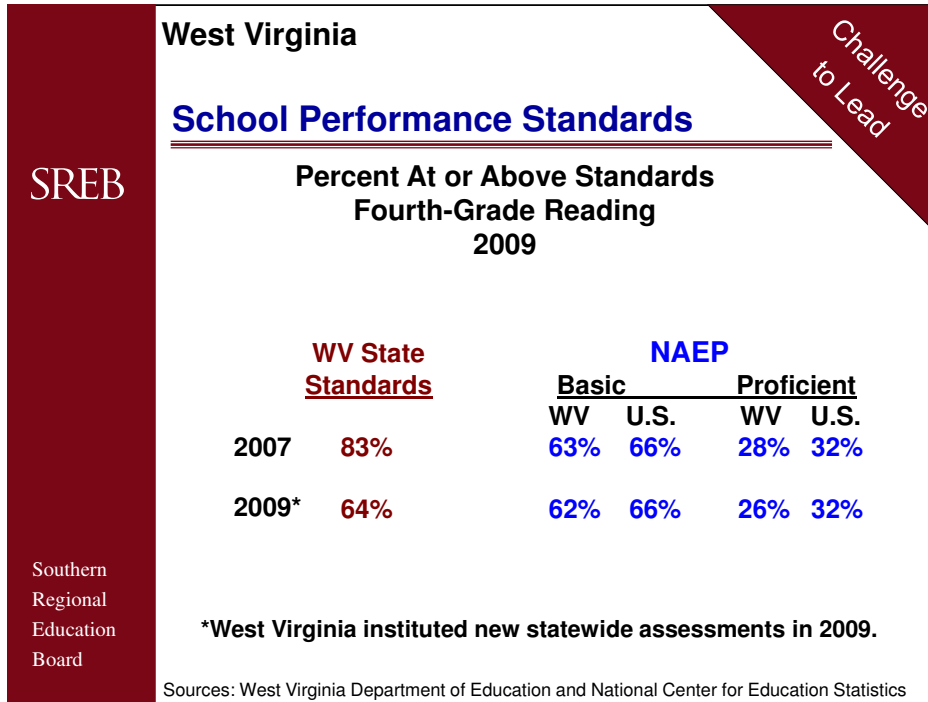 West Virginia
Challenge
to Lead
School Performance Standards
SREB
Percent At or Above Standards
Fourth-Grade Reading
2009
WV State NAEP
Standards Basic Proficient
WV U.S. WV U.S.
2007 83% 63% 66% 28% 32%
2009* 64% 62% 66% 26% 32%
Southern
Regional
Education
Board
*West Virginia instituted new statewide assessments in 2009.
Sources: West Virginia Department of Education and National Center for Education Statistics